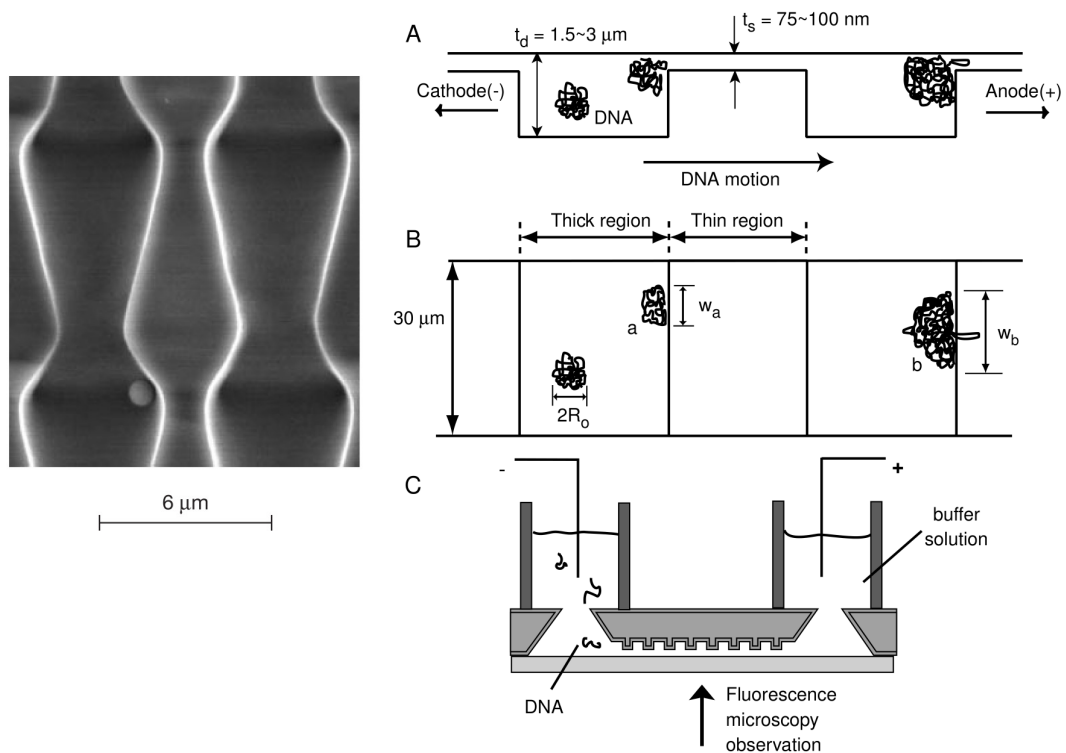 6 μm
A
t_d = 1.5~3 μm
t_s = 75~100 nm
Cathode(-)
DNA
Anode(+)
DNA motion
Thick region
Thin region
B
30 μm
a
w_a
2R_o
b
w_b
C
-
+
buffer
solution
DNA
Fluorescence
microscopy
observation